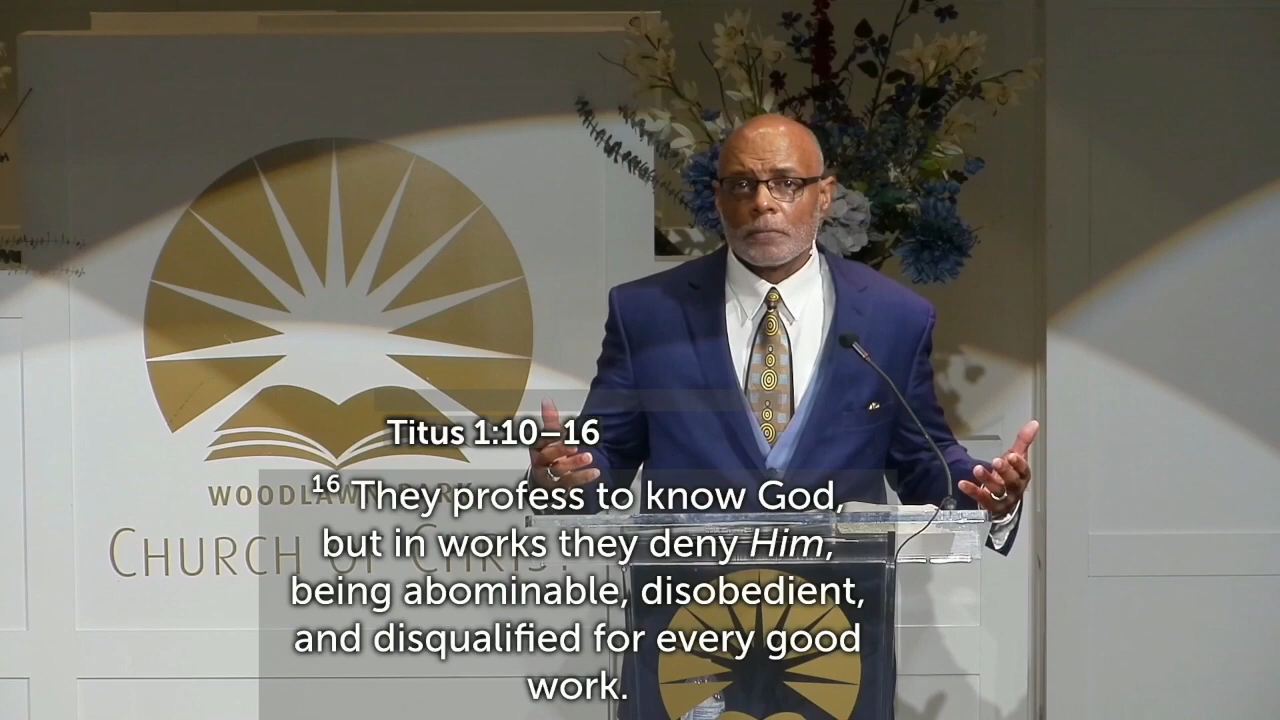 Titus 1:10–16
16 They profess to know God,
but in works they deny Him,
being abominable, disobedient,
and disqualified for every good
work.
WOODLAWN PARK
CHURCH OF CHRIST